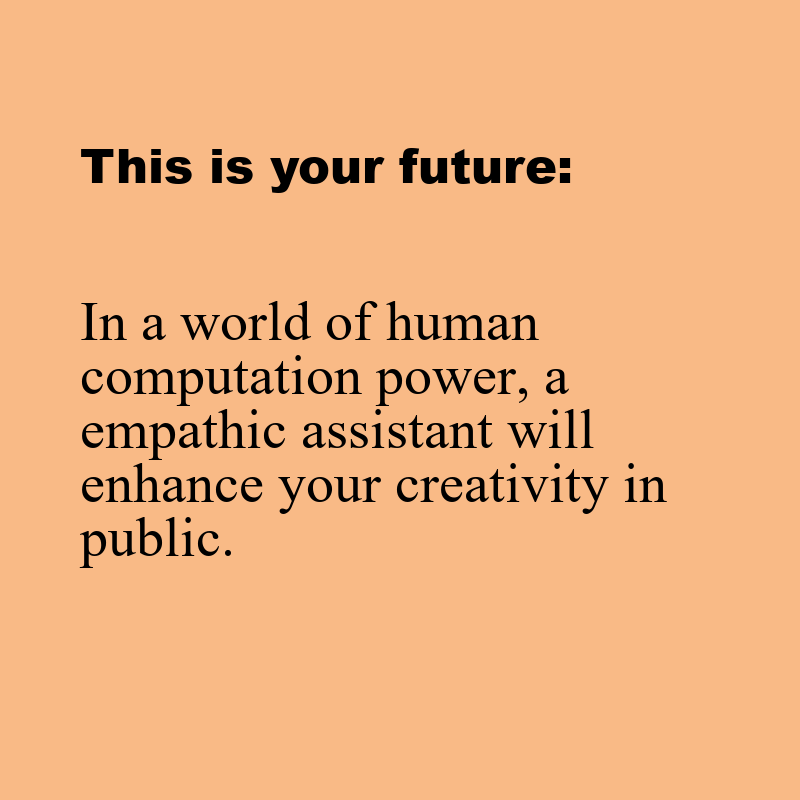 This is your future:
In a world of human
computation power, a
empathic assistant will
enhance your creativity in
public.